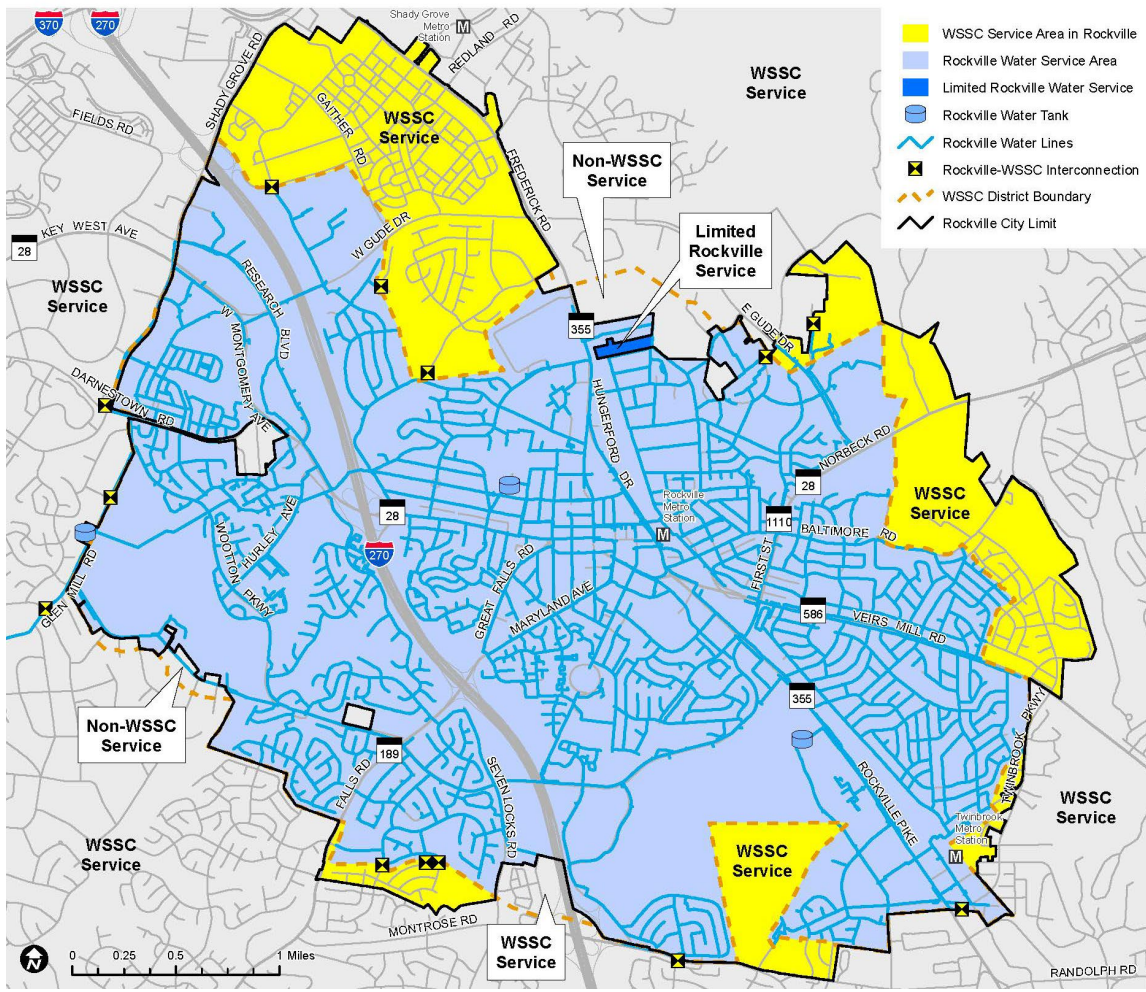 370
270
Shady Grove
Metro
Station
M
REDLAND RD
SHADY GROVE RD
FIELDS RD
GAITHER RD
WSSC
Service
FREDERICK RD
WSSC
Service
WSSC Service Area in Rockville
Rockville Water Service Area
Limited Rockville Water Service
Rockville Water Tank
Rockville Water Lines
Rockville-WSSC Interconnection
WSSC District Boundary
Rockville City Limit
Non-WSSC
Service
KEY WEST AVE
28
W GUDE DR
Limited
Rockville
Service
WSSC
Service
RESEARCH
BLVD
W MONTGOMERY AVE
355
E GUDE DR
DARNESTOWN RD
HUNGERFORD DR
NORBECK RD
28
WSSC
Service
28
Rockville
Metro
Station
M
1110
BALTIMORE RD
HURLEY AVE
WOOTTON PKWY
270
GLEN MILL RD
GREAT FALLS RD
MARYLAND AVE
FIRST ST
586
VEIRS MILL RD
Non-WSSC
Service
355
TWINBROOK PKWY
189
FALLS RD
SEVEN LOCKS RD
ROCKVILLE PIKE
Twinbrook
Metro
Station
M
WSSC
Service
WSSC
Service
WSSC
Service
MONTROSE RD
WSSC
Service
RANDOLPH RD
N
0 0.25 0.5 1 Miles